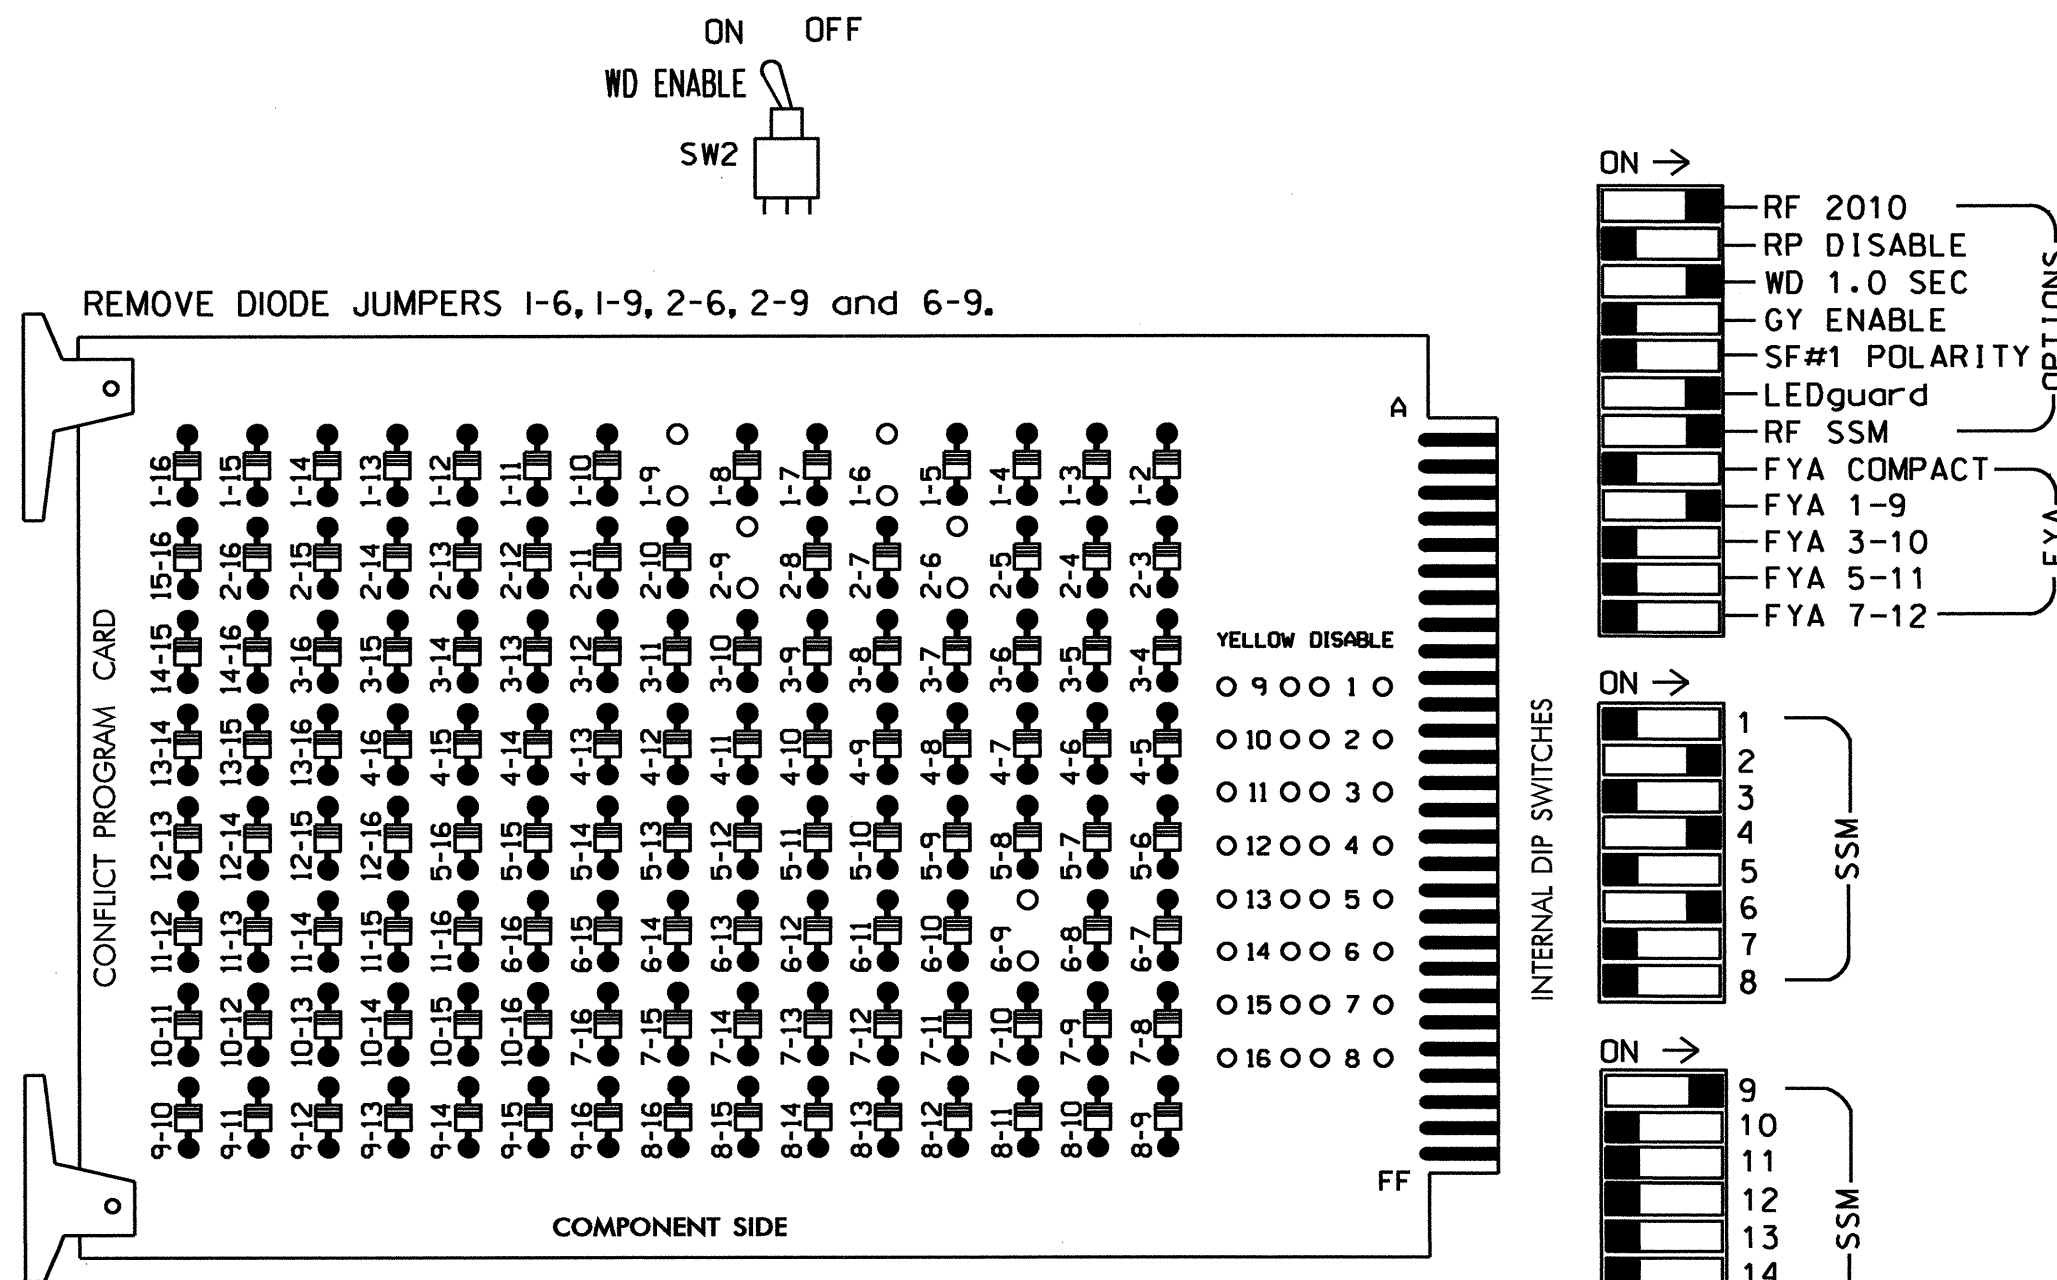 ON OFF
WD ENABLE
SW2
REMOVE DIODE JUMPERS 1-6, 1-9, 2-6, 2-9 and 6-9.
A
1-16 1-15 1-14 1-13 1-12 1-11 1-10 1-9 1-8 1-7 1-6 1-5 1-4 1-3 1-2
15-16 2-16 2-15 2-14 2-13 2-12 2-11 2-10 2-9 2-8 2-7 2-6 2-5 2-4 2-3
14-15 14-16 3-16 3-15 3-14 3-13 3-12 3-11 3-10 3-9 3-8 3-7 3-6 3-5 3-4
13-14 13-15 13-16 4-16 4-15 4-14 4-13 4-12 4-11 4-10 4-9 4-8 4-7 4-6 4-5
12-13 12-14 12-15 12-16 5-16 5-15 5-14 5-13 5-12 5-11 5-10 5-9 5-8 5-7 5-6
11-12 11-13 11-14 11-15 11-16 6-16 6-15 6-14 6-13 6-12 6-11 6-10 6-9 6-8 6-7
10-11 10-12 10-13 10-14 10-15 10-16 7-16 7-15 7-14 7-13 7-12 7-11 7-10 7-9 7-8
9-10 9-11 9-12 9-13 9-14 9-15 9-16 8-16 8-15 8-14 8-13 8-12 8-11 8-10 8-9
CONFLICT PROGRAM CARD
YELLOW DISABLE
9 1
10 2
11 3
12 4
13 5
14 6
15 7
16 8
FF
COMPONENT SIDE
INTERNAL DIP SWITCHES
ON →
RF 2010
RP DISABLE
WD 1.0 SEC
GY ENABLE
SF#1 POLARITY
LEDguard
RF SSM
OPTIONS
FYA COMPACT
FYA 1-9
FYA 3-10
FYA 5-11
FYA 7-12
FYA
ON →
1
2
3
4
5
6
7
8
SSM
ON →
9
10
11
12
13
14
SSM